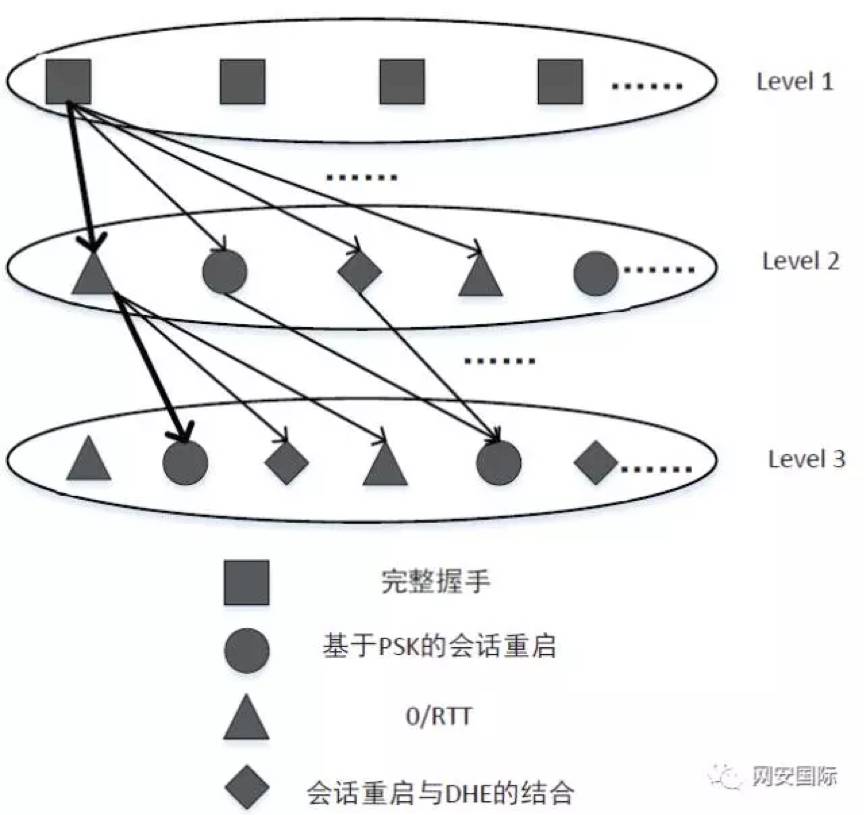 Level 1
......
......
Level 2
......
......
Level 3
......
完整握手
基于PSK的会话重启
0/RTT
会话重启与DHE的结合
网安国际